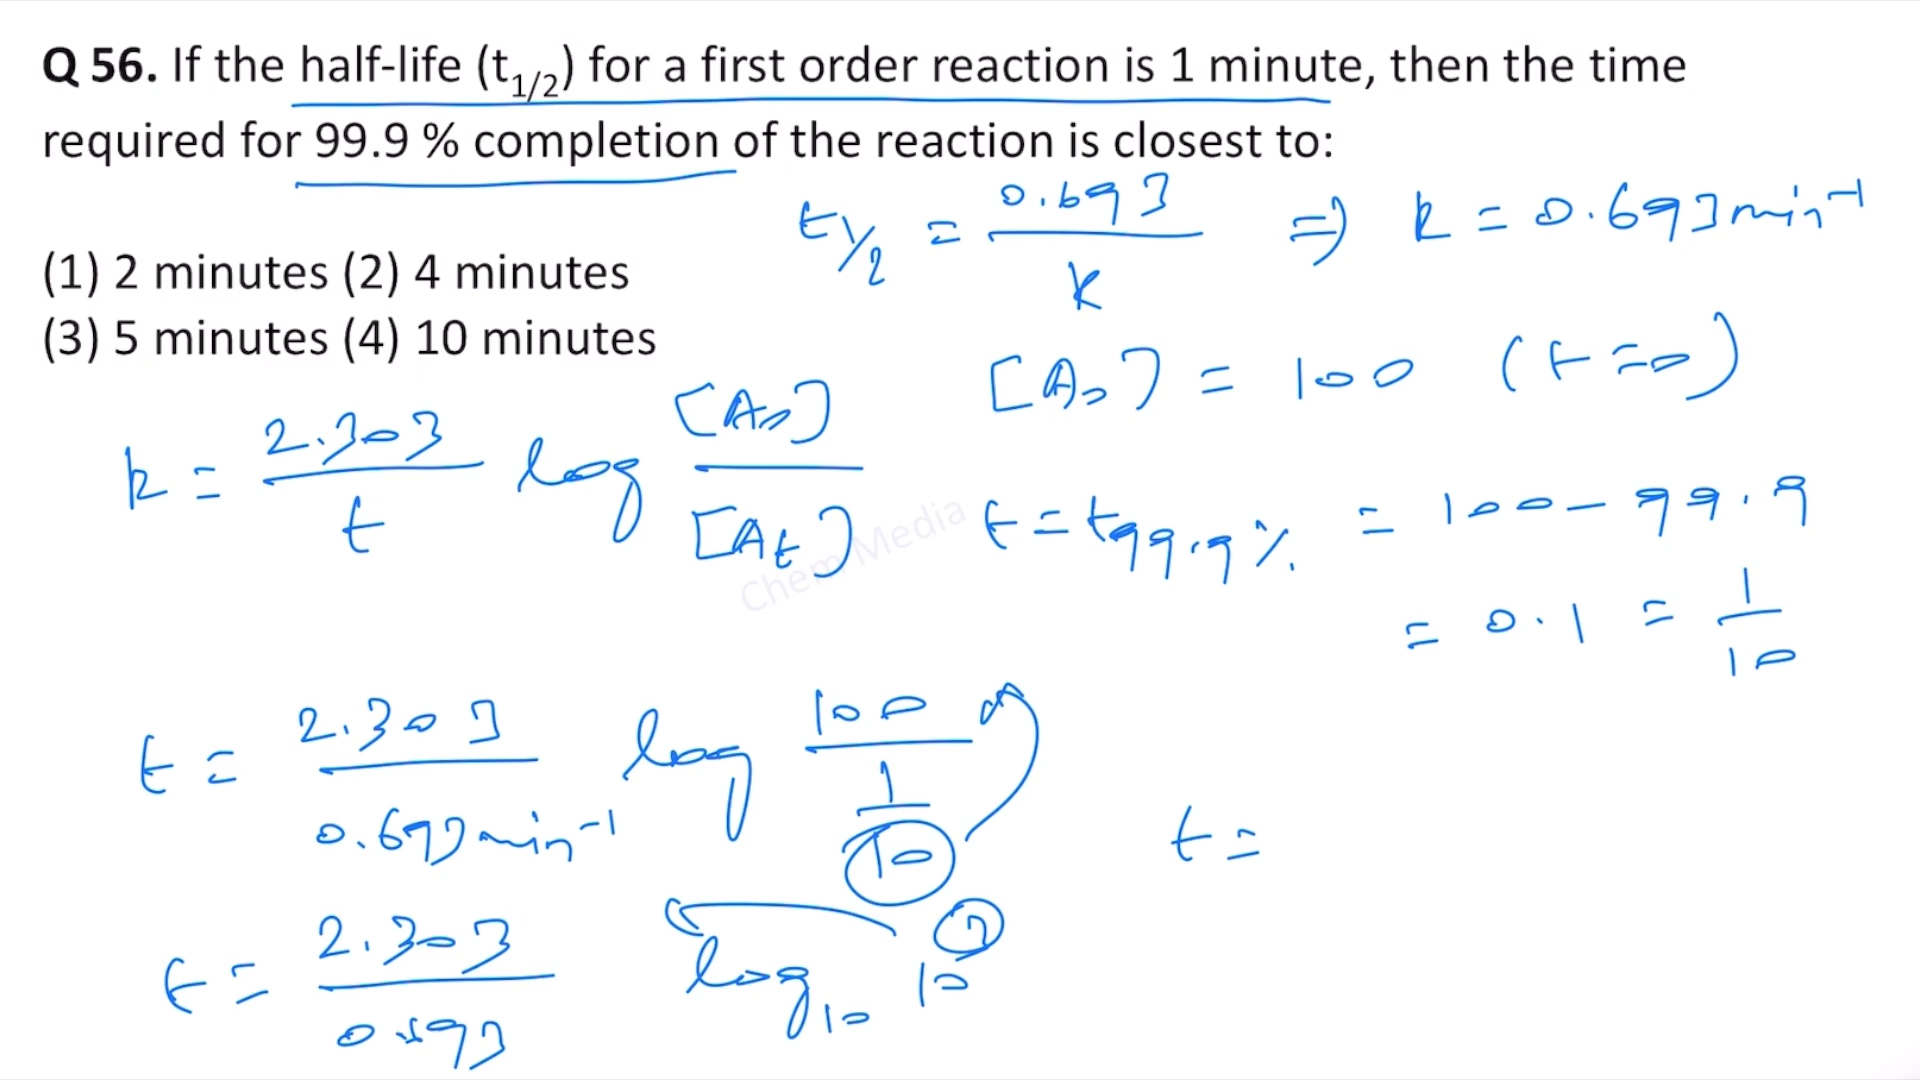 Q 56. If the half-life (t1/2) for a first order reaction is 1 minute, then the time
required for 99.9 % completion of the reaction is closest to:
t1/2 = 0.693/k ⇒ k = 0.693 min⁻¹
(1) 2 minutes (2) 4 minutes
(3) 5 minutes (4) 10 minutes
[A₀] = 100 (t=0)
k = 2.303/t log [A₀]/[At]
t = t99.9% = 100 - 99.9
= 0.1 = 1/10
Chem Media
t = 2.303/0.693 min⁻¹ log 100/(1/10)
t =
t = 2.303/0.693 log₁₀ 10³